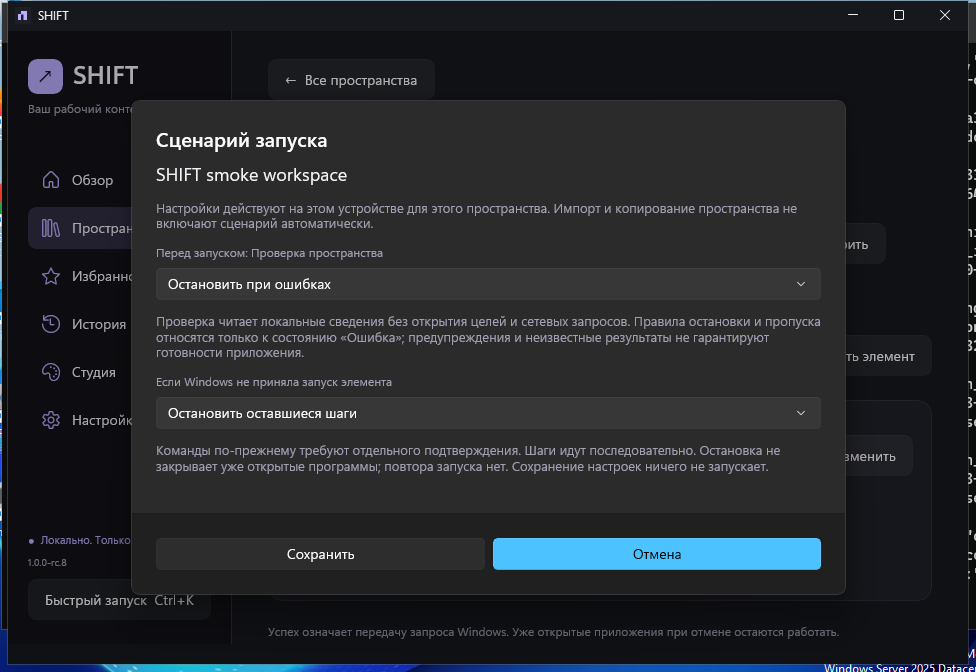 SHIFT
SHIFT
Ваш рабочий
← Все пространства
Обзор
Избранно
История
Студия
Настройк
Сценарий запуска
SHIFT smoke workspace
Настройки действуют на этом устройстве для этого пространства. Импорт и копирование пространства не
включают сценарий автоматически.
Перед запуском: Проверка пространства
Остановить при ошибках
Проверка читает локальные сведения без открытия целей и сетевых запросов. Правила остановки и пропуска
относятся только к состоянию «Ошибка»; предупреждения и неизвестные результаты не гарантируют
готовности приложения.
Если Windows не приняла запуск элемента
Остановить оставшиеся шаги
Команды по-прежнему требуют отдельного подтверждения. Шаги идут последовательно. Остановка не
закрывает уже открытые программы; повтора запуска нет. Сохранение настроек ничего не запускает.
Сохранить
Отмена
ить
ть элемент
зменить
Локально. Только
1.0.0-rc.8
Быстрый запуск Ctrl+K
Успех означает передачу запроса Windows. Уже открытые приложения при отмене остаются работать.
Windows Server 2025 Datace